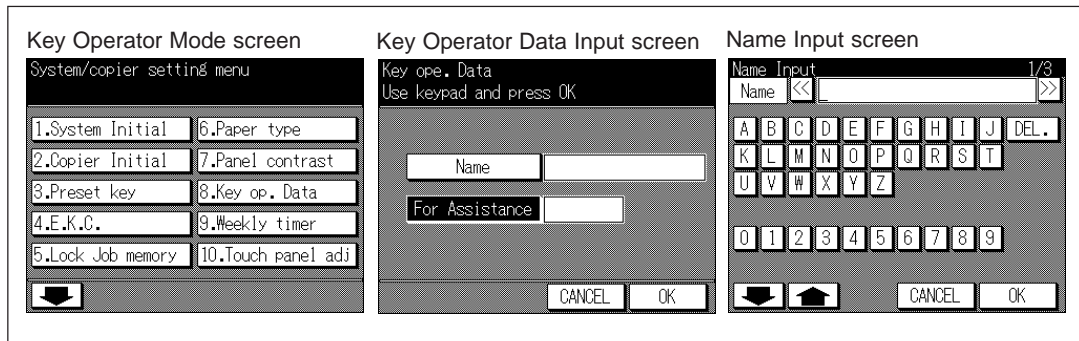 Key Operator Mode screen
System/copier setting menu
1.System Initial 6.Paper type
2.Copier Initial 7.Panel contrast
3.Preset key 8.Key op. Data
4.E.K.C. 9.Weekly timer
5.Lock Job memory 10.Touch panel adj
Key Operator Data Input screen
Key ope. Data
Use keypad and press OK
Name
For Assistance
CANCEL OK
Name Input screen
Name Input 1/3
Name << >>
A B C D E F G H I J DEL.
K L M N O P Q R S T
U V W X Y Z
0 1 2 3 4 5 6 7 8 9
CANCEL OK